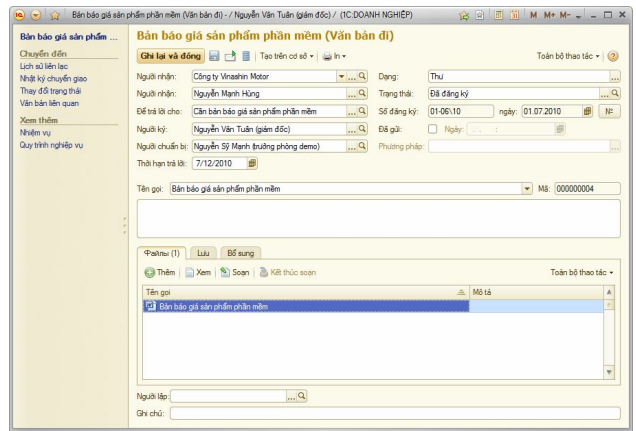 Bản báo giá sản phẩm phần mềm (Văn bản đi) - / Nguyễn Văn Tuân (giám đốc) / (1C:DOANH NGHIỆP)
M M+ M-
Bản báo giá sản phẩm ...
Chuyển đến
Lịch sử liên lạc
Nhật ký chuyển giao
Thay đổi trạng thái
Văn bản liên quan
Xem thêm
Nhiệm vụ
Quy trình nghiệp vụ
Bản báo giá sản phẩm phần mềm (Văn bản đi)
Ghi lại và đóng Tạo trên cơ sở In Toàn bộ thao tác
Người nhận: Công ty Vinashin Motor Dạng: Thư
Người nhận: Nguyễn Mạnh Hùng Trạng thái: Đã đăng ký
Để trả lời cho: Cần bản báo giá sản phẩm phần mềm Số đăng ký: 01-06\10 ngày: 01.07.2010 №
Người ký: Nguyễn Văn Tuân (giám đốc) Đã gửi: Ngày: . . :
Người chuẩn bị: Nguyễn Sỹ Mạnh (trưởng phòng demo) Phương pháp:
Thời hạn trả lời: 7/12/2010
Tên gọi: Bản báo giá sản phẩm phần mềm Mã: 000000004
Файлы (1) Lưu Bổ sung
Thêm Xem Soạn Kết thúc soạn Toàn bộ thao tác
Tên gọi Mô tả
Bản báo giá sản phẩm phần mềm
Người lập:
Ghi chú: